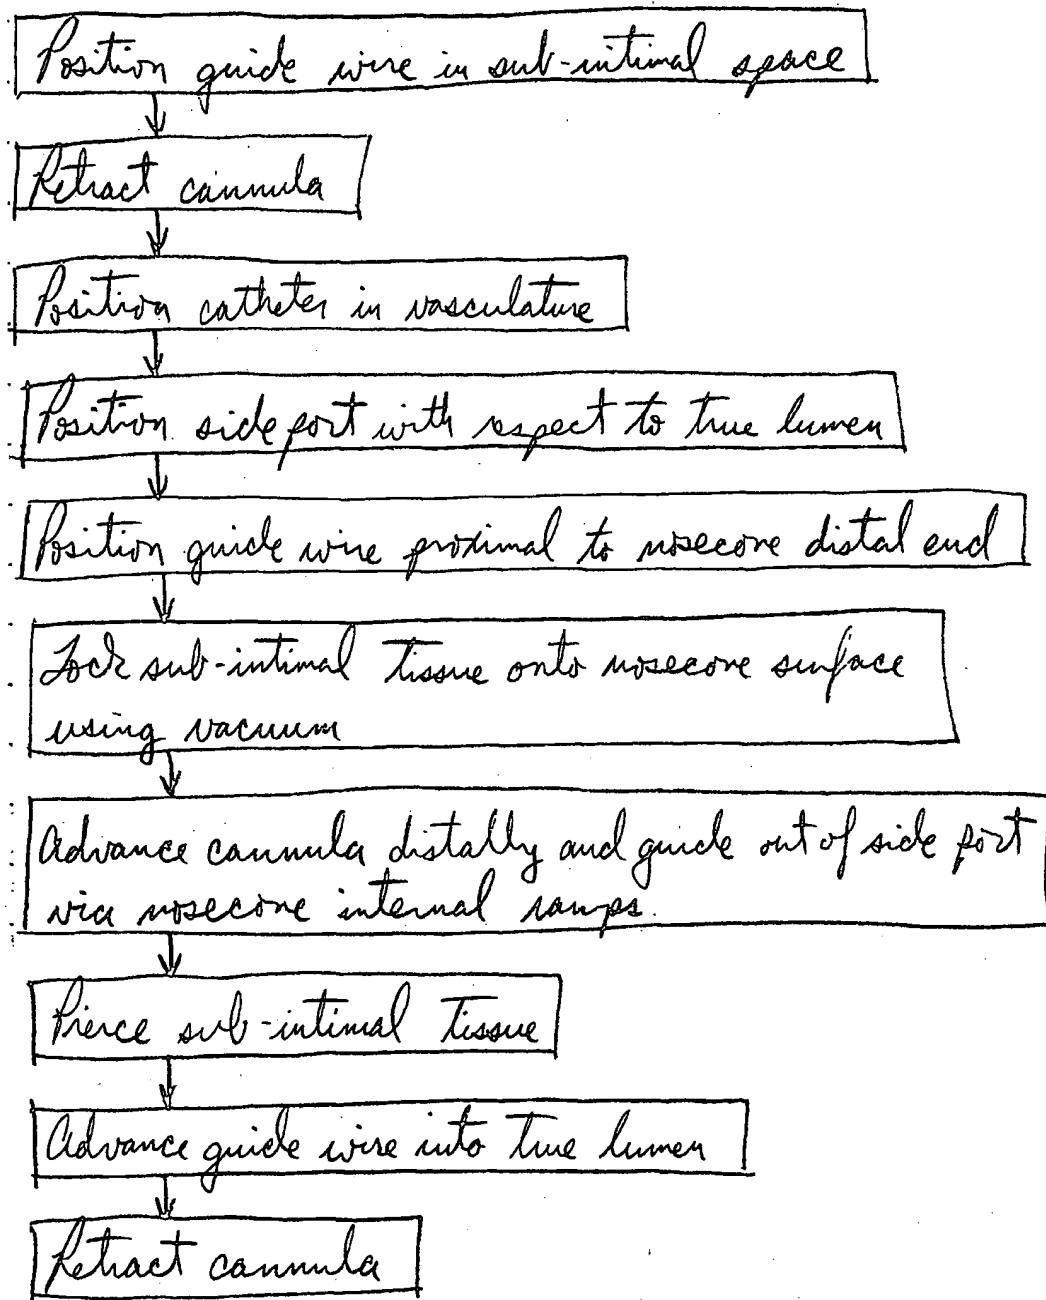 Position guide wire in sub-intimal space
Retract cannula
Position catheter in vasculature
Position side port with respect to true lumen
Position guide wire proximal to nosecone distal end
Lock sub-intimal tissue onto nosecone surface
using vacuum
Advance cannula distally and guide out of side port
via nosecone internal ramps.
Pierce sub-intimal tissue
Advance guide wire into true lumen
Retract cannula